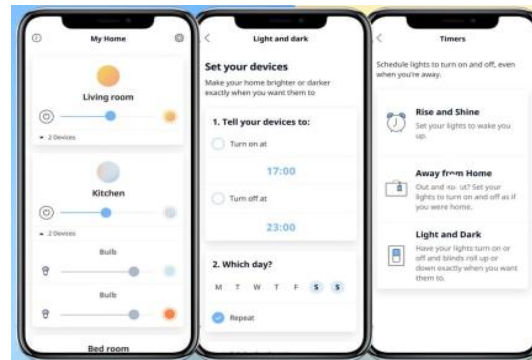 My Home
Living room
2 Devices
Kitchen
2 Devices
Bulb
Bulb
Bed room
Light and dark
Set your devices
Make your home brighter or darker
exactly when you want them to
1. Tell your devices to:
Turn on at
17:00
Turn off at
23:00
2. Which day?
M T W T F S S
Repeat
Timers
Schedule lights to turn on and off, even
when you're away.
Rise and Shine
Set your lights to wake you
up.
Away from Home
Out and ut? Set your
lights to turn on and off as if
you were home.
Light and Dark
Have your lights turn on or
off and blinds roll up or
down exactly when you want
them to.